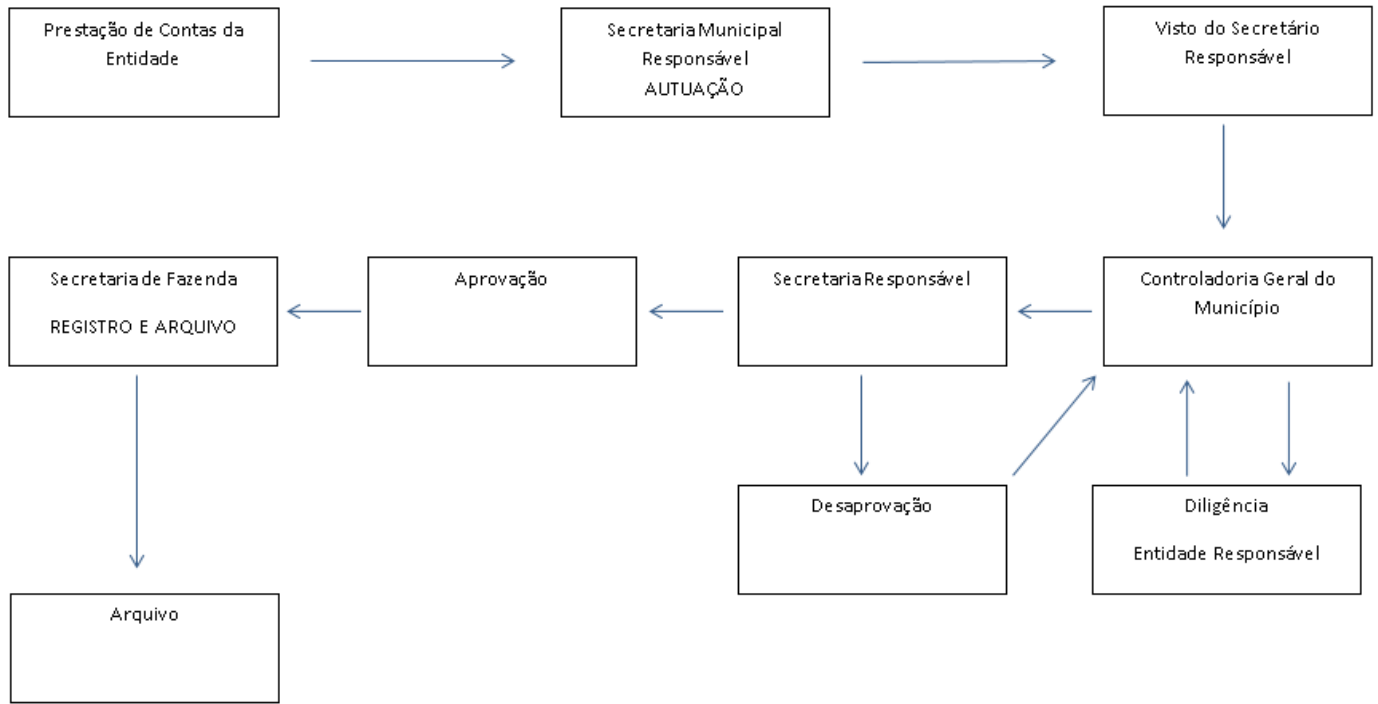 Prestação de Contas da
Entidade
Secretaria Municipal
Responsável
AUTUAÇÃO
Visto do Secretário
Responsável
Secretaria de Fazenda
REGISTRO E ARQUIVO
Aprovação
Secretaria Responsável
Controladoria Geral do
Município
Desaprovação
Diligência
Entidade Responsável
Arquivo